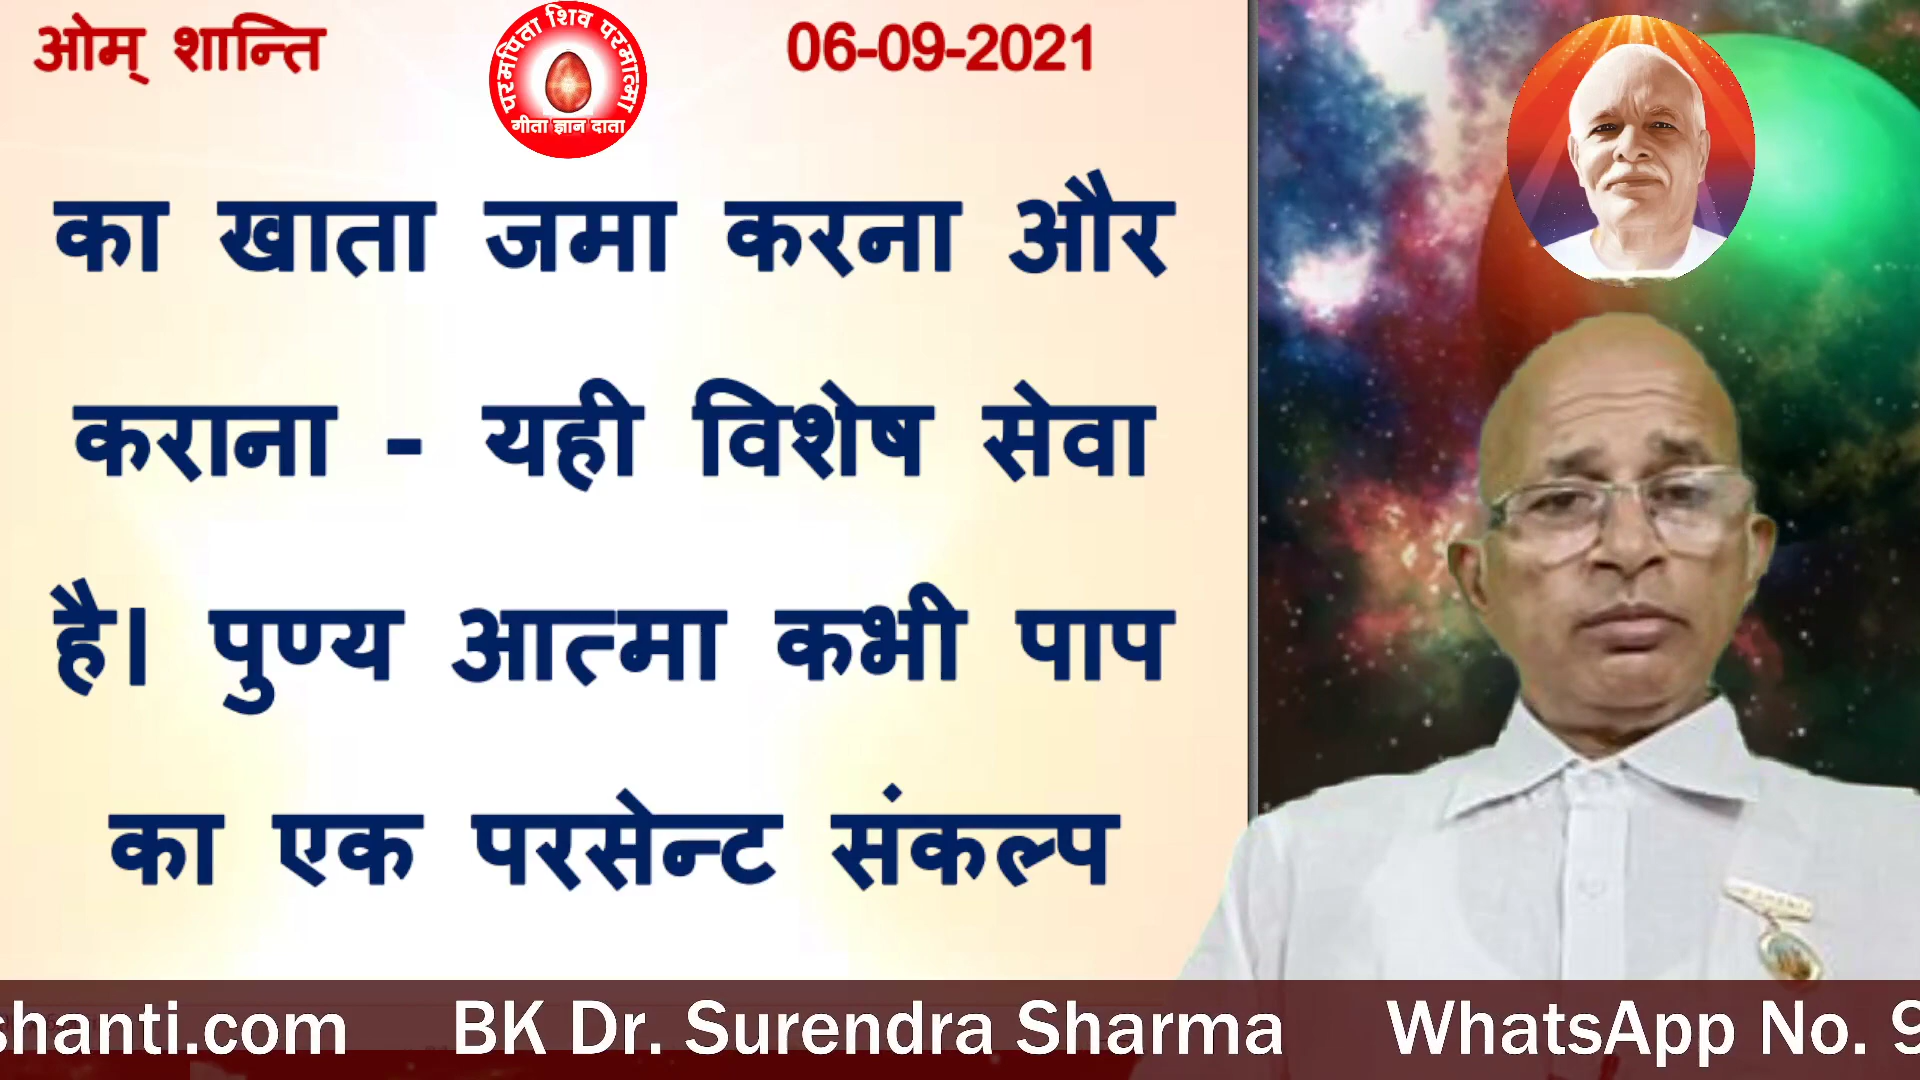 ओम् शान्ति
परमपिता शिव परमात्मा
गीता ज्ञान दाता
06-09-2021
का खाता जमा करना और
कराना - यही विशेष सेवा
है। पुण्य आत्मा कभी पाप
का एक परसेन्ट संकल्प
shanti.com BK Dr. Surendra Sharma WhatsApp No. 9